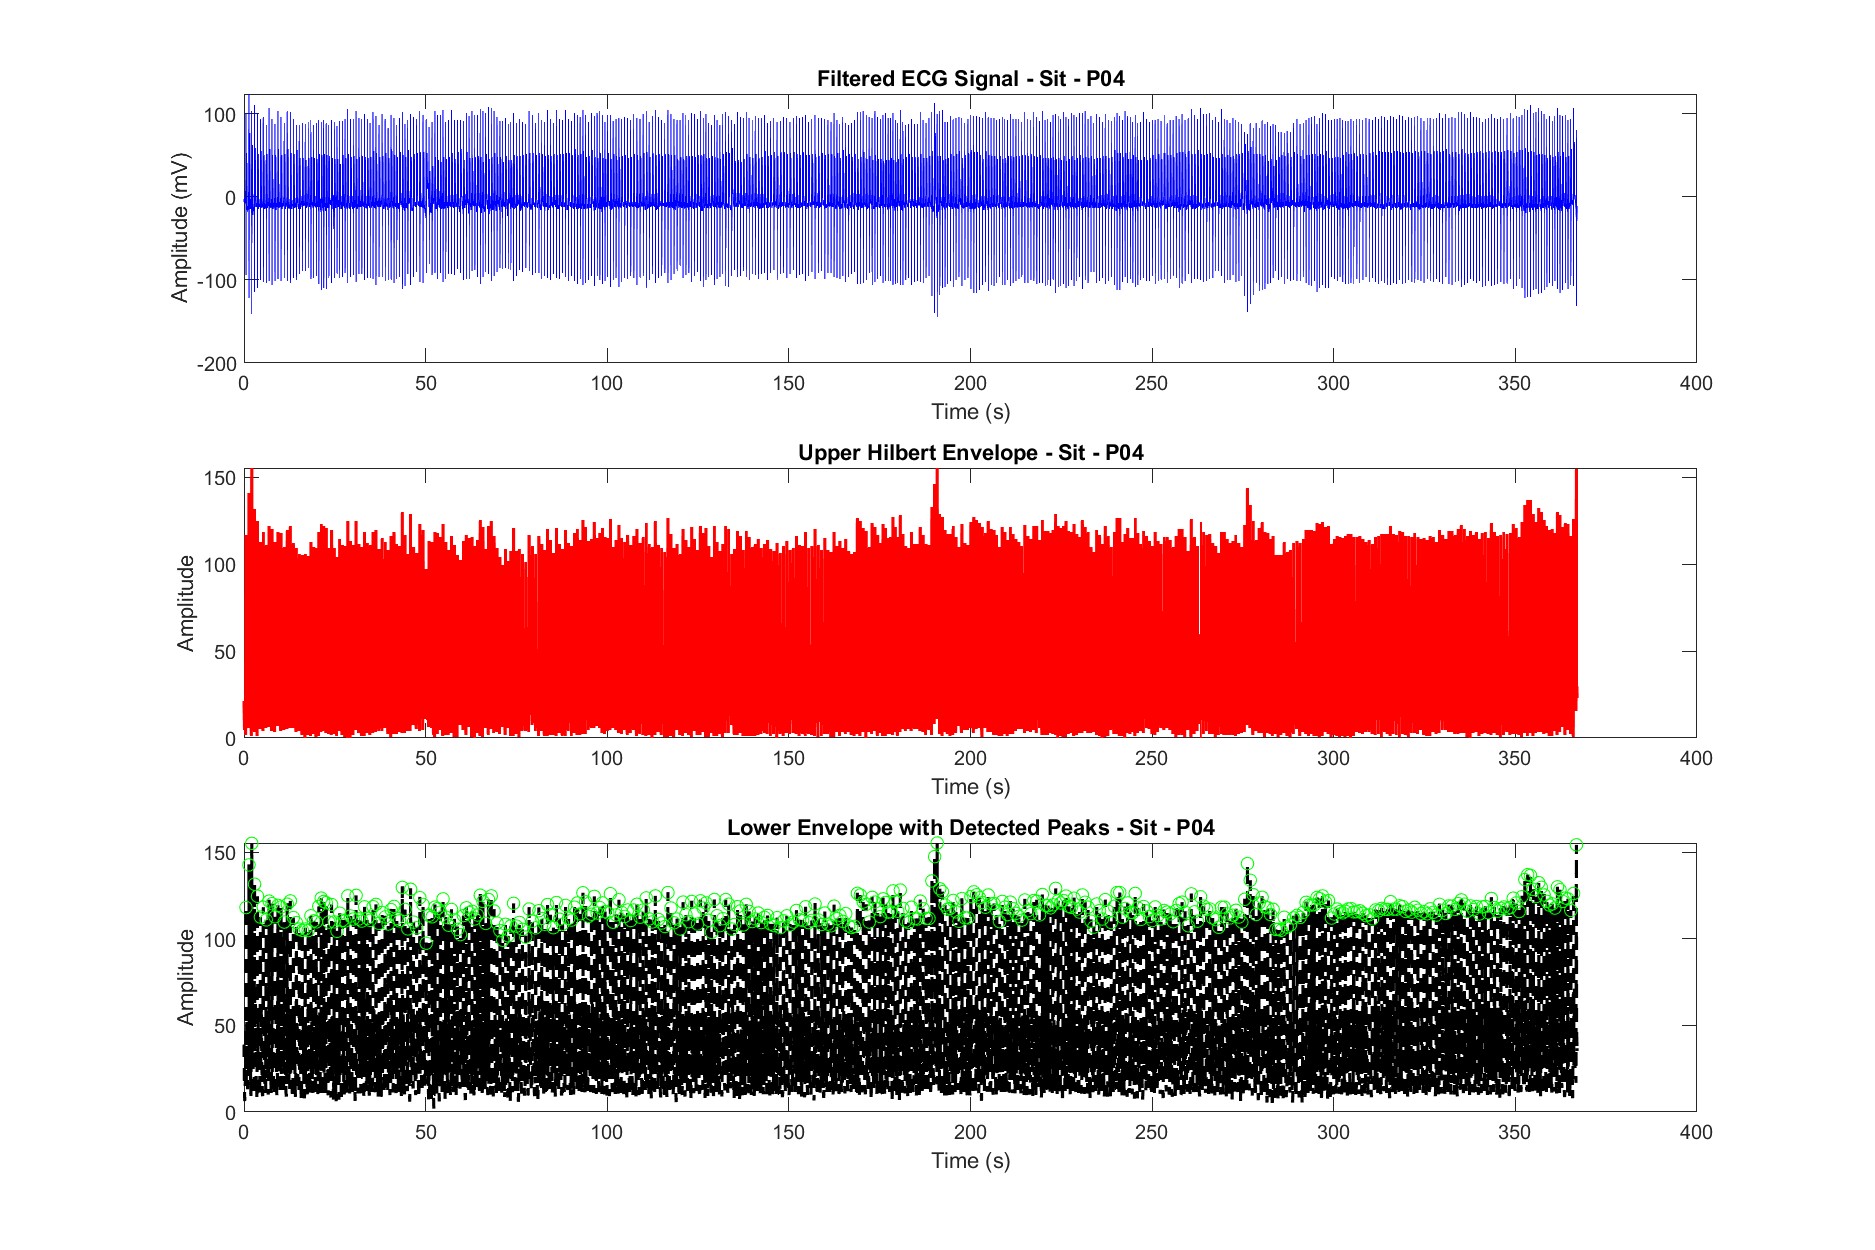 Filtered ECG Signal - Sit - P04
100
0
-100
-200
Amplitude (mV)
0 50 100 150 200 250 300 350 400
Time (s)
Upper Hilbert Envelope - Sit - P04
150
100
50
0
Amplitude
0 50 100 150 200 250 300 350 400
Time (s)
Lower Envelope with Detected Peaks - Sit - P04
150
100
50
0
Amplitude
0 50 100 150 200 250 300 350 400
Time (s)